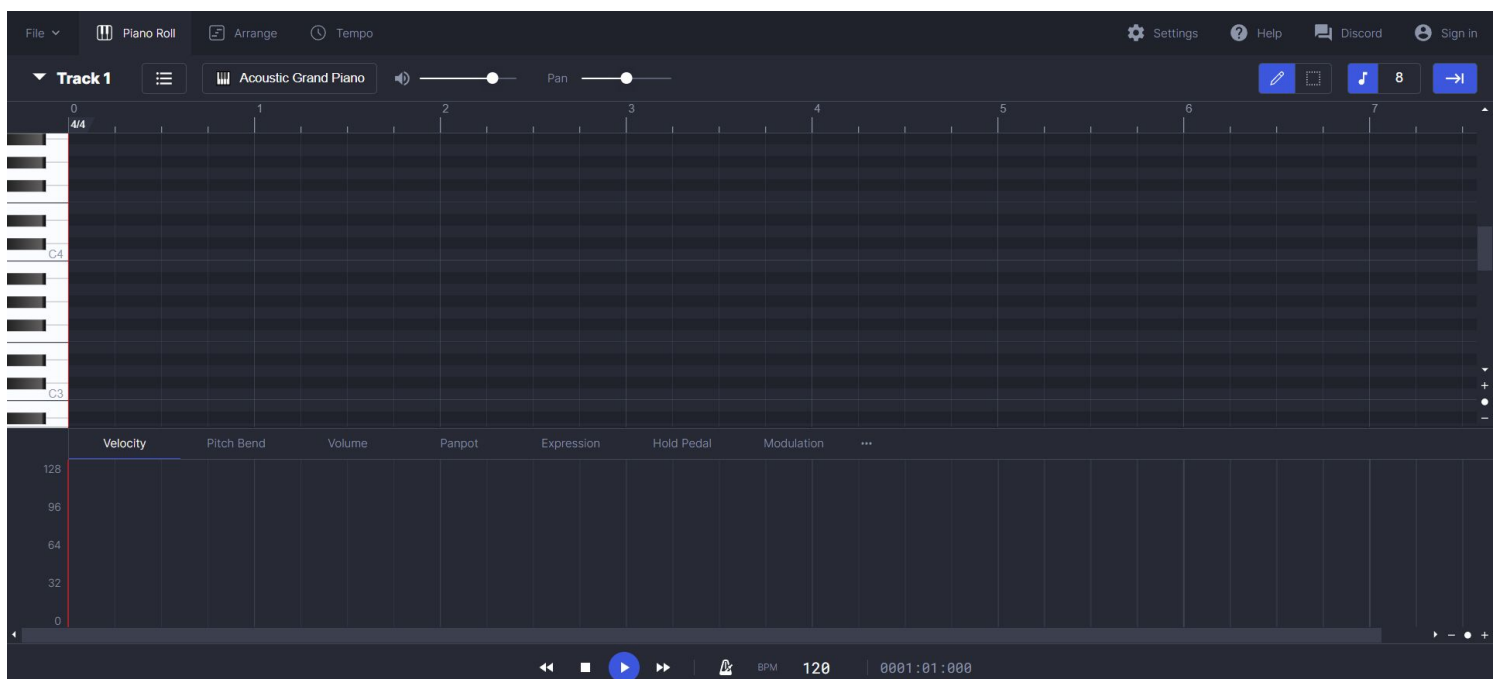 File Piano Roll Arrange Tempo Settings Help Discord Sign in
Track 1 Acoustic Grand Piano Pan 8
0 1 2 3 4 5 6 7
4/4
C4
C3
Velocity Pitch Bend Volume Panpot Expression Hold Pedal Modulation ···
128
96
64
32
0
BPM 120 0001:01:000